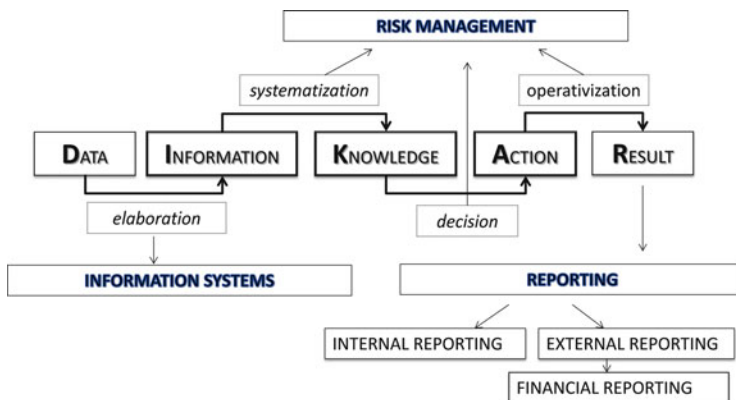 RISK MANAGEMENT
systematization
operativization
DATA
INFORMATION
KNOWLEDGE
ACTION
RESULT
elaboration
decision
INFORMATION SYSTEMS
REPORTING
INTERNAL REPORTING
EXTERNAL REPORTING
FINANCIAL REPORTING